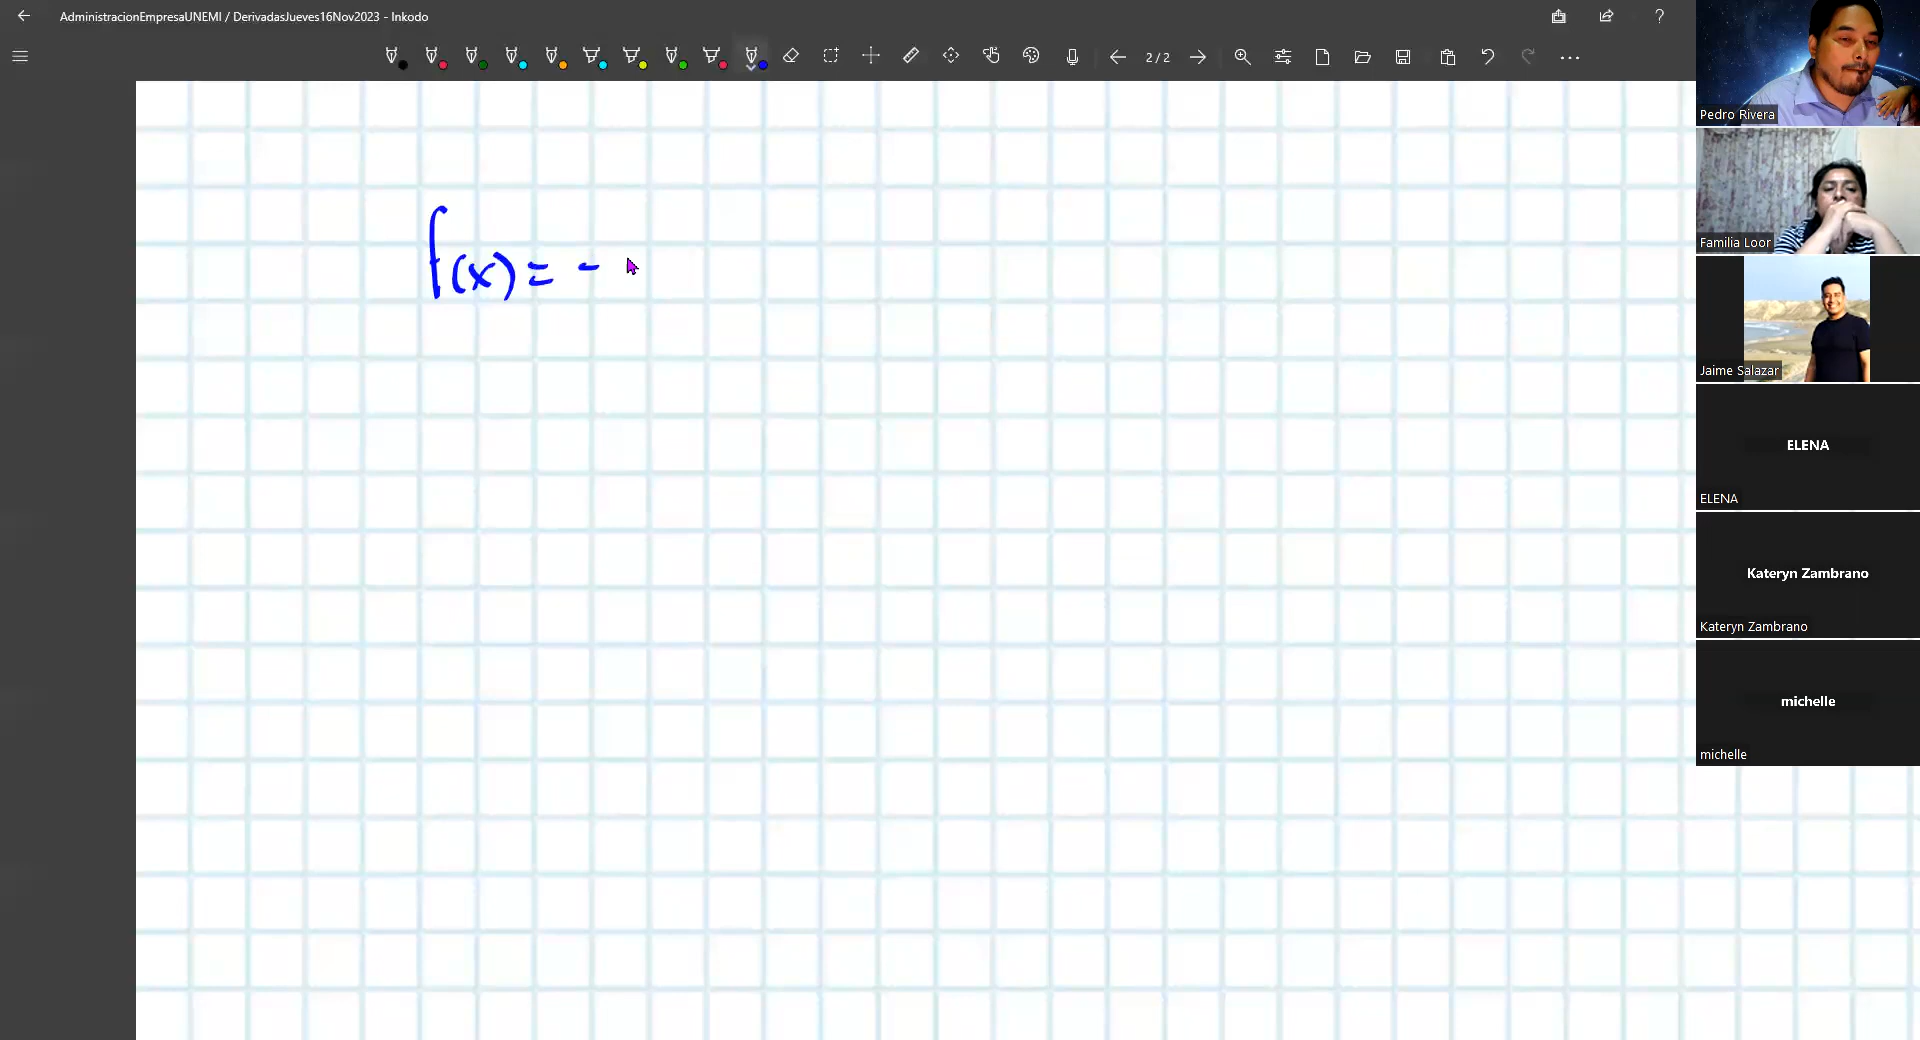 AdministracionEmpresaUNEMI / DerivadasJueves16Nov2023 - Inkodo
2/2
f(x) = -
Pedro Rivera
Familia Loor
Jaime Salazar
ELENA
ELENA
Kateryn Zambrano
Kateryn Zambrano
michelle
michelle